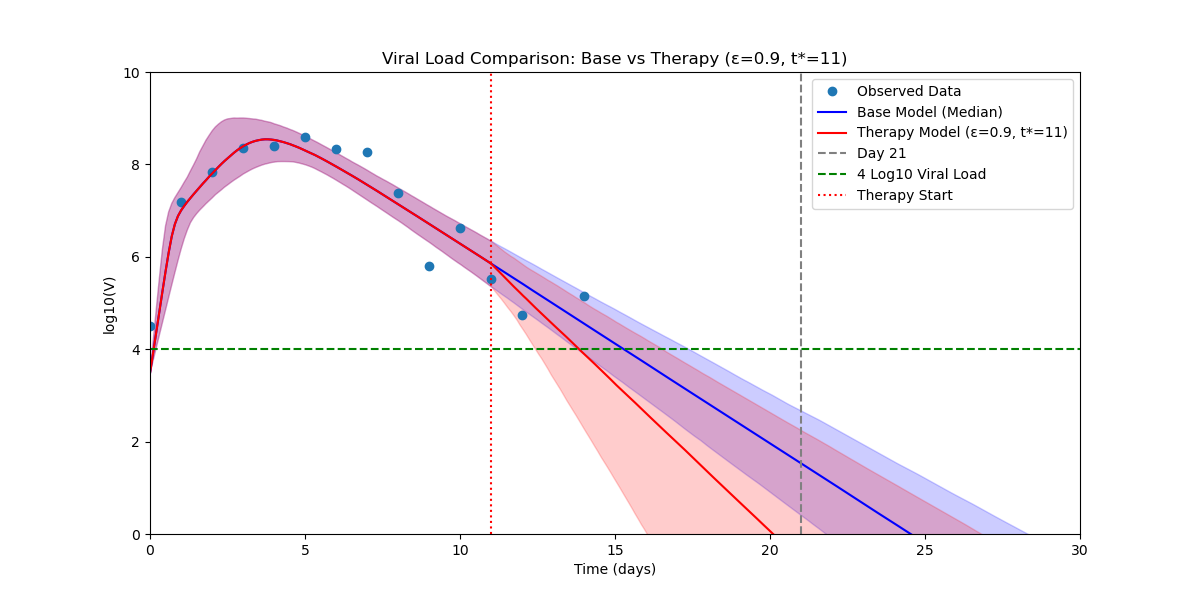 Viral Load Comparison: Base vs Therapy (ε=0.9, t*=11)
Observed Data
Base Model (Median)
Therapy Model (ε=0.9, t*=11)
Day 21
4 Log10 Viral Load
Therapy Start
log10(V)
10
8
6
4
2
0
0 5 10 15 20 25 30
Time (days)